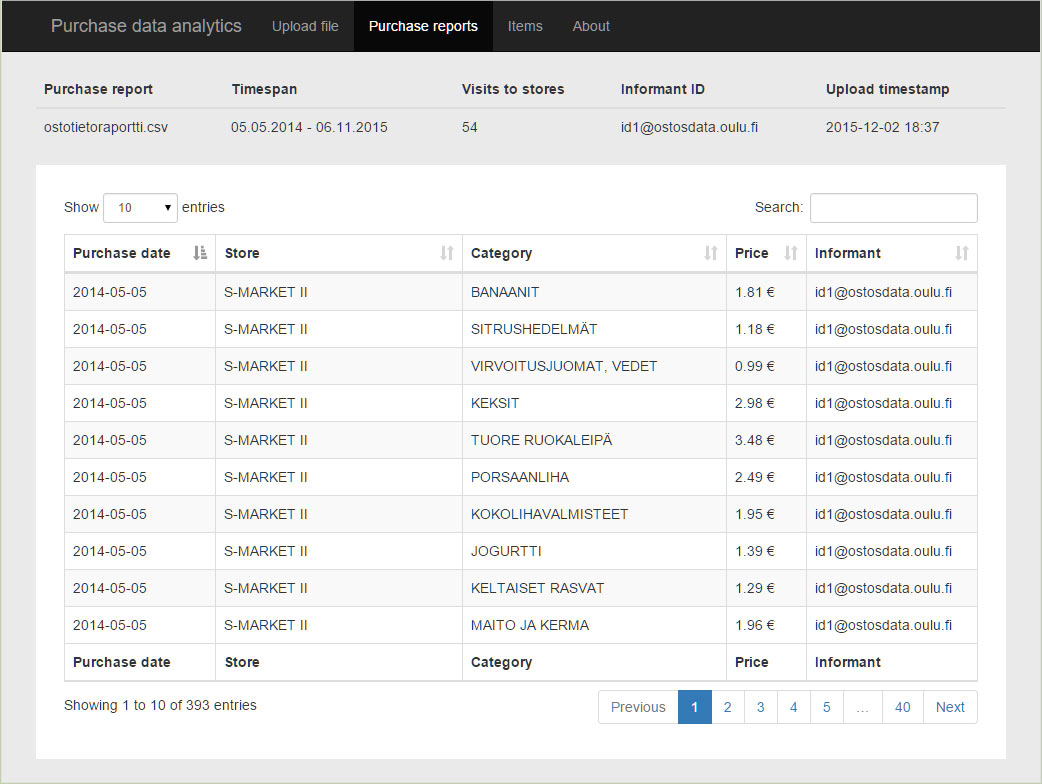 Purchase data analytics Upload file Purchase reports Items About
Purchase report Timespan Visits to stores Informant ID Upload timestamp
ostotietoraportti.csv 05.05.2014 - 06.11.2015 54 id1@ostosdata.oulu.fi 2015-12-02 18:37
Show 10 entries Search:
Purchase date Store Category Price Informant
2014-05-05 S-MARKET II BANAANIT 1.81 € id1@ostosdata.oulu.fi
2014-05-05 S-MARKET II SITRUSHEDELMÄT 1.18 € id1@ostosdata.oulu.fi
2014-05-05 S-MARKET II VIRVOITUSJUOMAT, VEDET 0.99 € id1@ostosdata.oulu.fi
2014-05-05 S-MARKET II KEKSIT 2.98 € id1@ostosdata.oulu.fi
2014-05-05 S-MARKET II TUORE RUOKALEIPÄ 3.48 € id1@ostosdata.oulu.fi
2014-05-05 S-MARKET II PORSAANLIHA 2.49 € id1@ostosdata.oulu.fi
2014-05-05 S-MARKET II KOKOLIHAVALMISTEET 1.95 € id1@ostosdata.oulu.fi
2014-05-05 S-MARKET II JOGURTTI 1.39 € id1@ostosdata.oulu.fi
2014-05-05 S-MARKET II KELTAISET RASVAT 1.29 € id1@ostosdata.oulu.fi
2014-05-05 S-MARKET II MAITO JA KERMA 1.96 € id1@ostosdata.oulu.fi
Purchase date Store Category Price Informant
Showing 1 to 10 of 393 entries Previous 1 2 3 4 5 … 40 Next